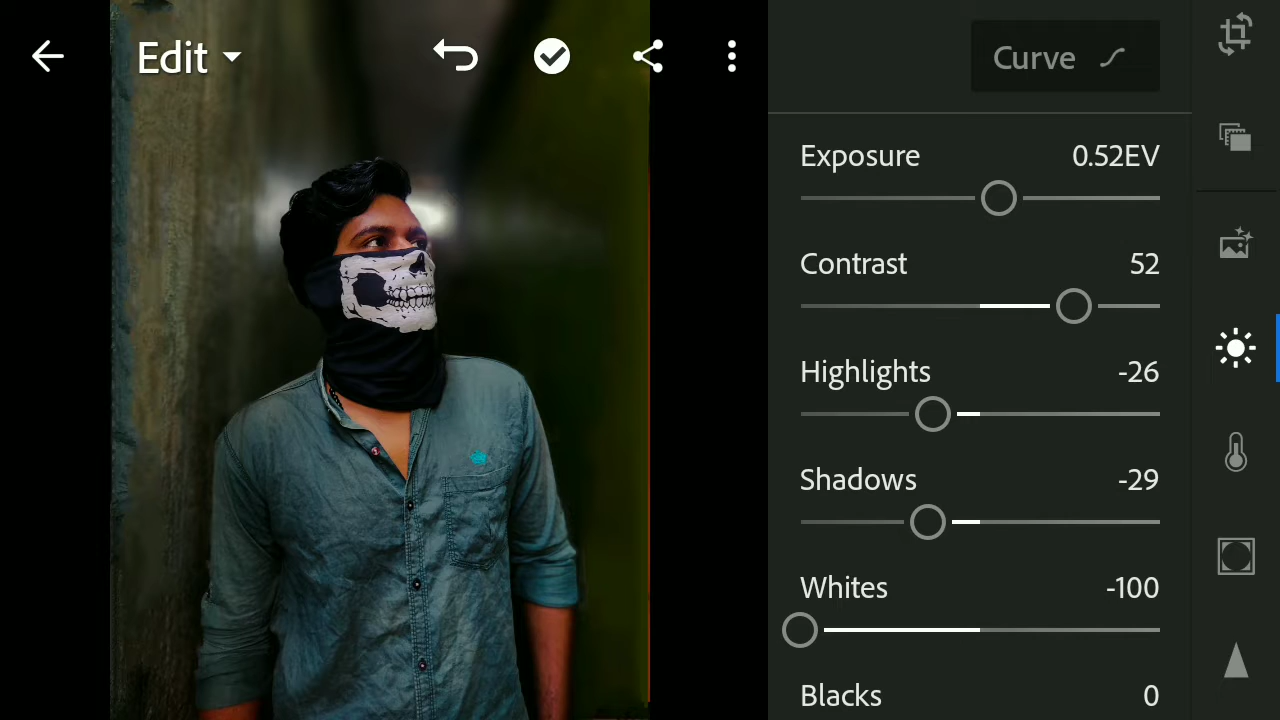 Edit
Curve
Exposure 0.52EV
Contrast 52
Highlights -26
Shadows -29
Whites -100
Blacks 0